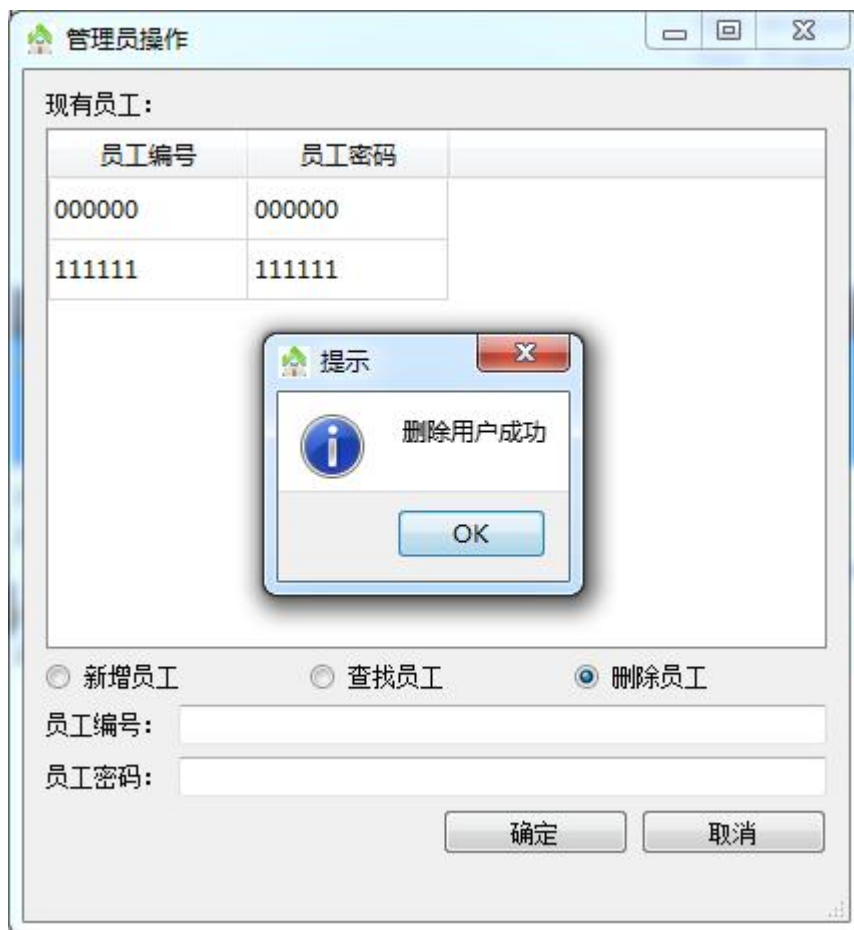 管理员操作
现有员工：
员工编号 员工密码
000000 000000
111111 111111
提示
删除用户成功
OK
新增员工 查找员工 删除员工
员工编号：
员工密码：
确定 取消